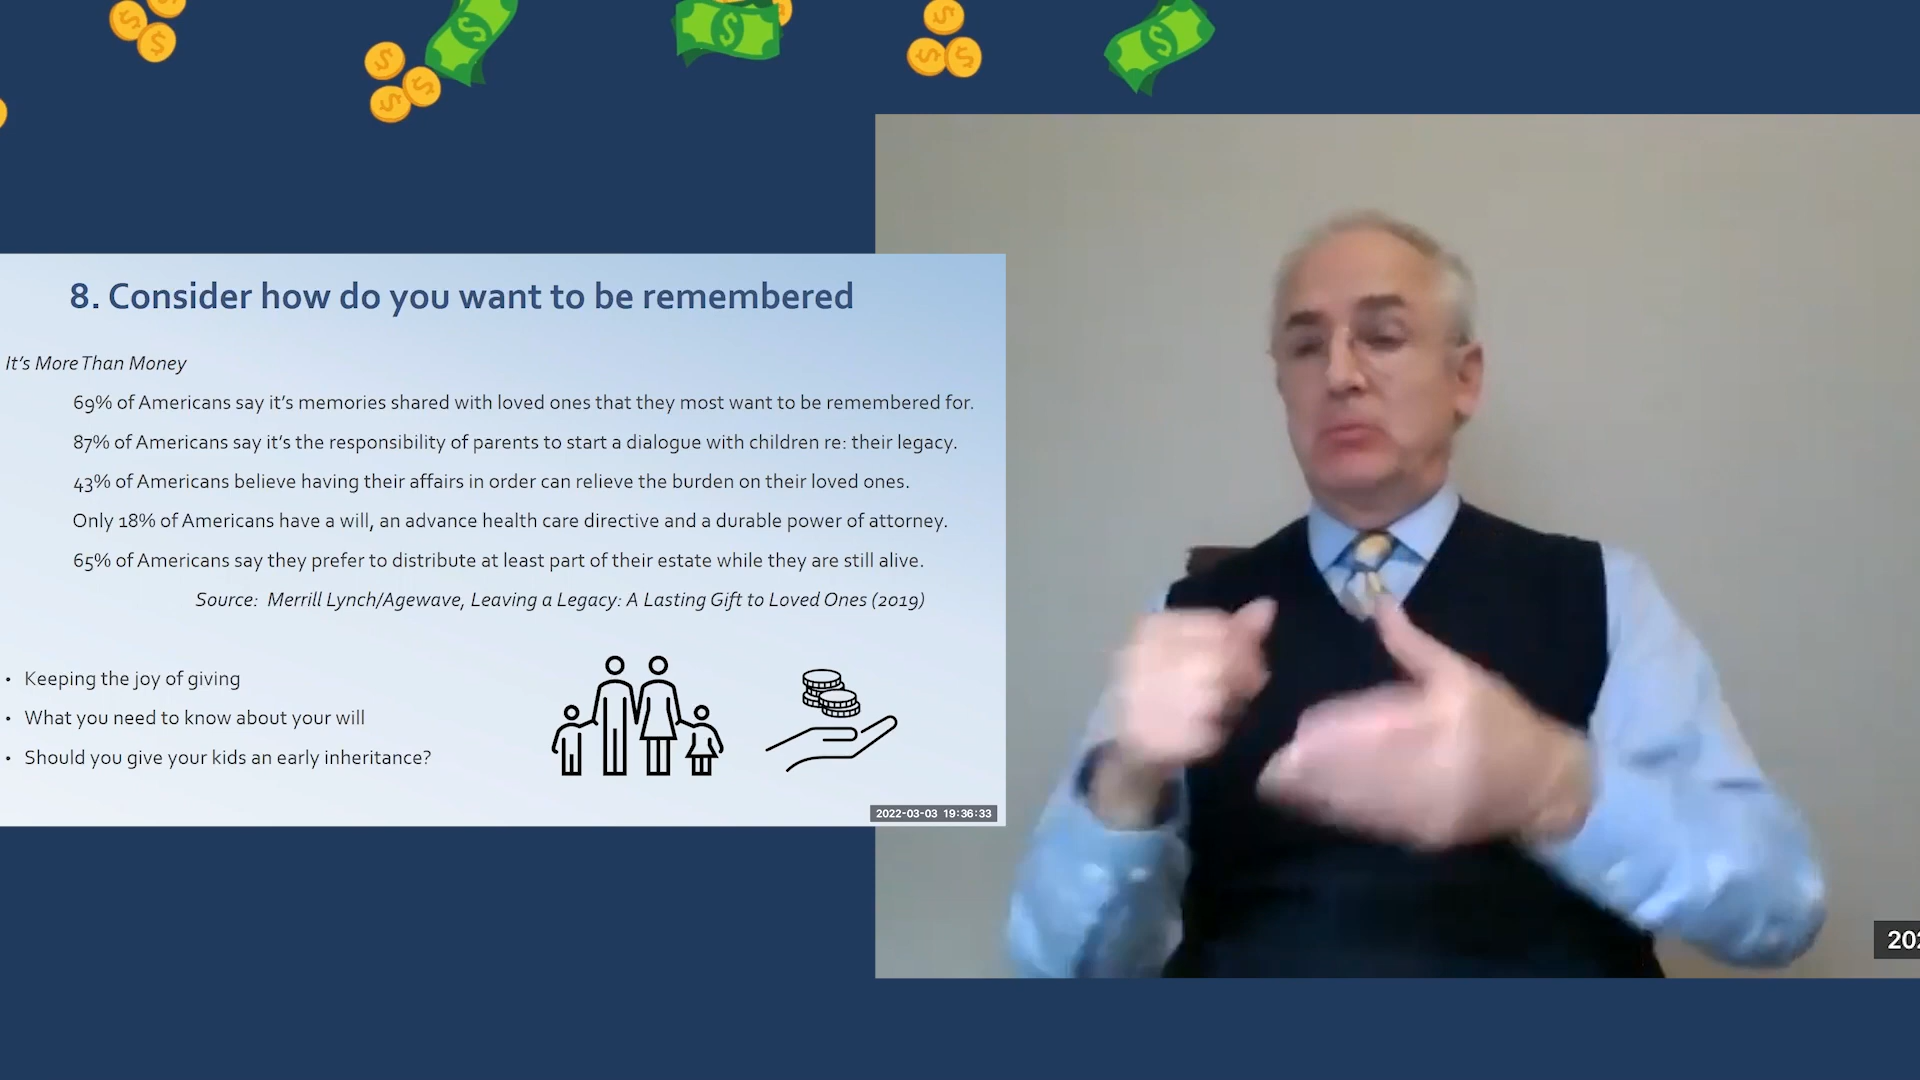 8. Consider how do you want to be remembered
It's More Than Money
69% of Americans say it's memories shared with loved ones that they most want to be remembered for.
87% of Americans say it's the responsibility of parents to start a dialogue with children re: their legacy.
43% of Americans believe having their affairs in order can relieve the burden on their loved ones.
Only 18% of Americans have a will, an advance health care directive and a durable power of attorney.
65% of Americans say they prefer to distribute at least part of their estate while they are still alive.
Source: Merrill Lynch/Agewave, Leaving a Legacy: A Lasting Gift to Loved Ones (2019)
• Keeping the joy of giving
• What you need to know about your will
• Should you give your kids an early inheritance?
2022-03-03 19:36:33